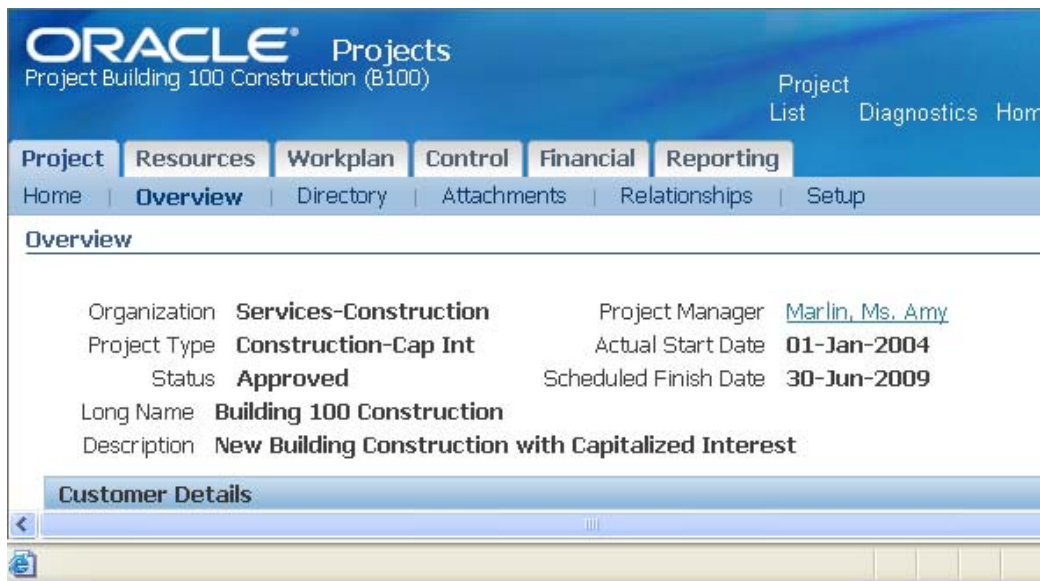 ORACLE® Projects
Project Building 100 Construction (B100)
Project
List Diagnostics Hom
Project Resources Workplan Control Financial Reporting
Home | Overview | Directory | Attachments | Relationships | Setup
Overview
Organization Services-Construction Project Manager Marlin, Ms. Amy
Project Type Construction-Cap Int Actual Start Date 01-Jan-2004
Status Approved Scheduled Finish Date 30-Jun-2009
Long Name Building 100 Construction
Description New Building Construction with Capitalized Interest
Customer Details